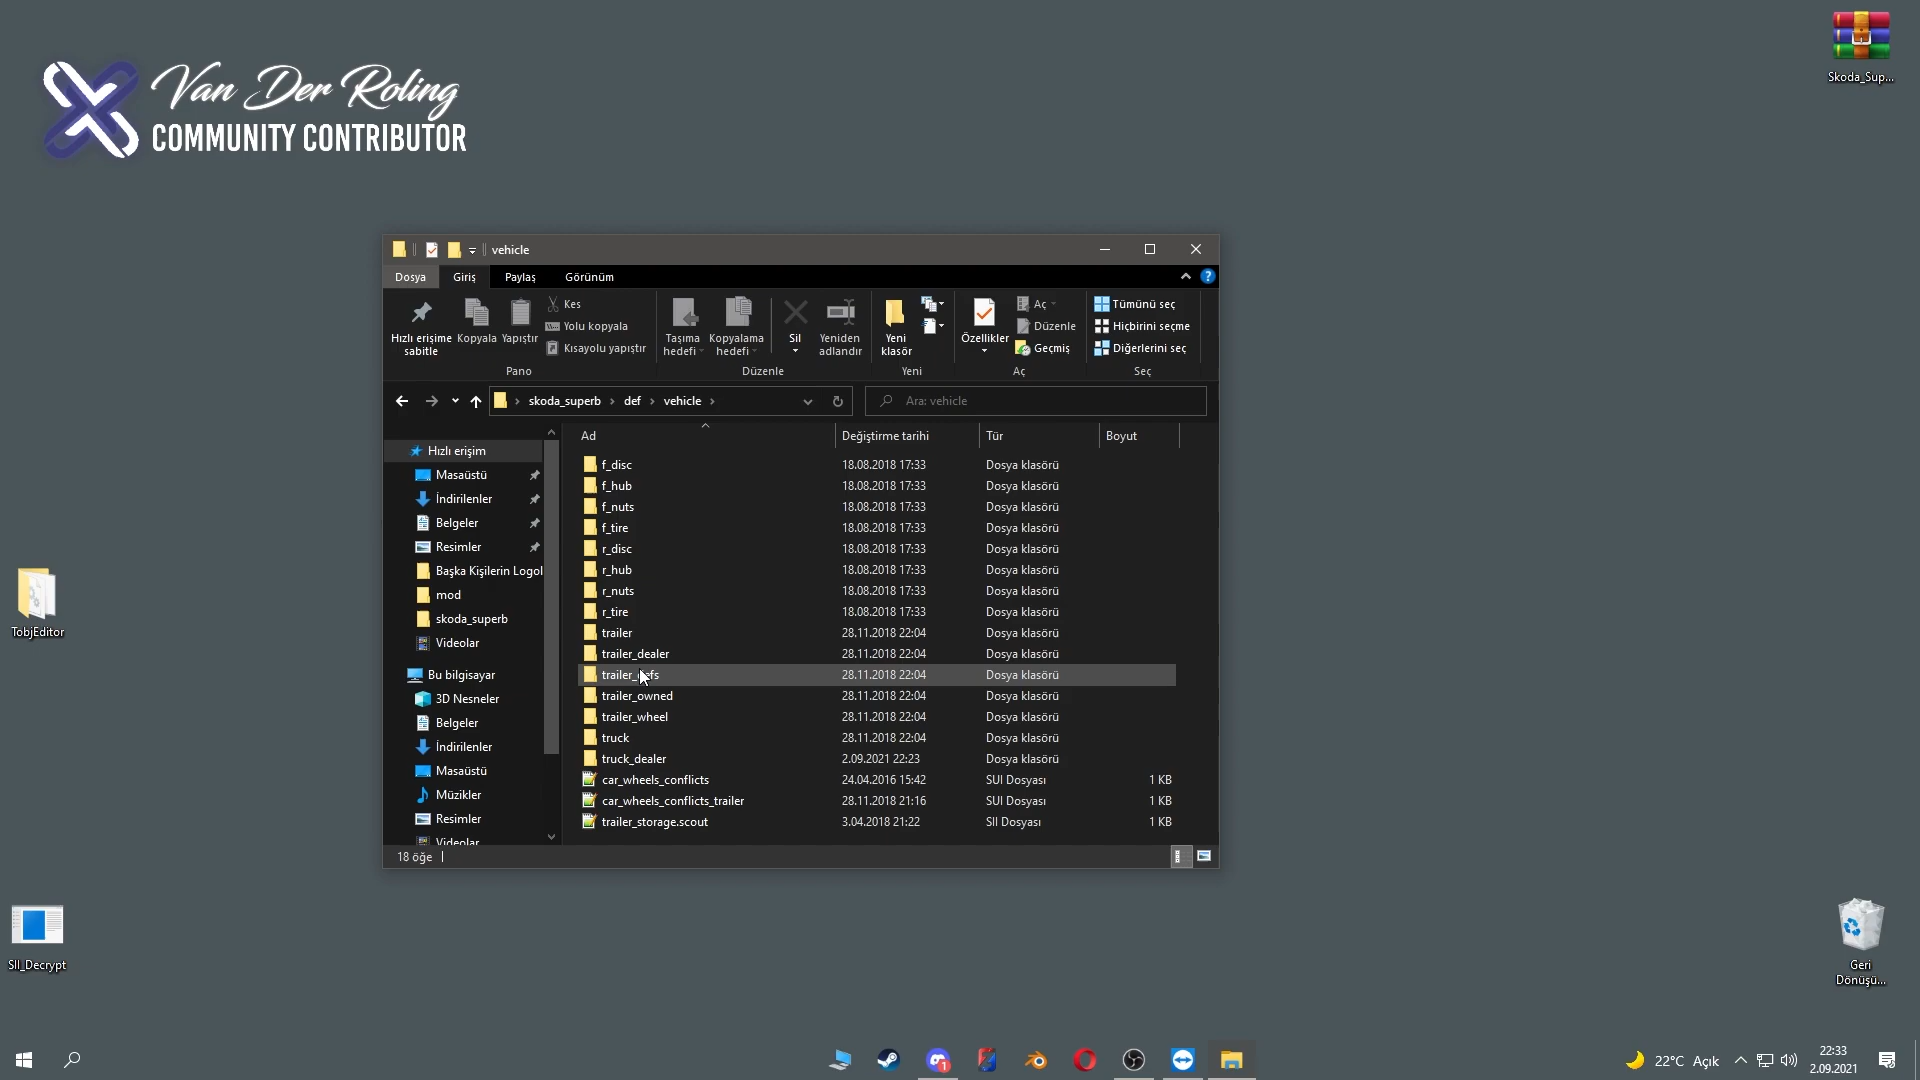 Van Der Roling
COMMUNITY CONTRIBUTOR
Skoda_Sup...
vehicle
Dosya
Giriş
Paylaş
Görünüm
Hızlı erişime
sabitle
Kopyala
Yapıştır
Kes
Yolu kopyala
Kısayolu yapıştır
Pano
Taşıma
hedefi
Kopyalama
hedefi
Sil
Yeniden
adlandır
Düzenle
Yeni
klasör
Yeni
Özellikler
Aç
Düzenle
Geçmiş
Aç
Tümünü seç
Hiçbirini seçme
Diğerlerini seç
Seç
skoda_superb > def > vehicle >
Ara: vehicle
Hızlı erişim
Masaüstü
İndirilenler
Belgeler
Resimler
Başka Kişilerin Logol
mod
skoda_superb
Videolar
Bu bilgisayar
3D Nesneler
Belgeler
İndirilenler
Masaüstü
Müzikler
Resimler
Videolar
Ad Değiştirme tarihi Tür Boyut
f_disc 18.08.2018 17:33 Dosya klasörü
f_hub 18.08.2018 17:33 Dosya klasörü
f_nuts 18.08.2018 17:33 Dosya klasörü
f_tire 18.08.2018 17:33 Dosya klasörü
r_disc 18.08.2018 17:33 Dosya klasörü
r_hub 18.08.2018 17:33 Dosya klasörü
r_nuts 18.08.2018 17:33 Dosya klasörü
r_tire 18.08.2018 17:33 Dosya klasörü
trailer 28.11.2018 22:04 Dosya klasörü
trailer_dealer 28.11.2018 22:04 Dosya klasörü
trailer_defs 28.11.2018 22:04 Dosya klasörü
trailer_owned 28.11.2018 22:04 Dosya klasörü
trailer_wheel 28.11.2018 22:04 Dosya klasörü
truck 28.11.2018 22:04 Dosya klasörü
truck_dealer 2.09.2021 22:23 Dosya klasörü
car_wheels_conflicts 24.04.2016 15:42 SUI Dosyası 1 KB
car_wheels_conflicts_trailer 28.11.2018 21:16 SUI Dosyası 1 KB
trailer_storage.scout 3.04.2018 21:22 SII Dosyası 1 KB
18 öğe
TobjEditor
SII_Decrypt
Geri
Dönüşü...
1
22°C Açık
22:33
2.09.2021